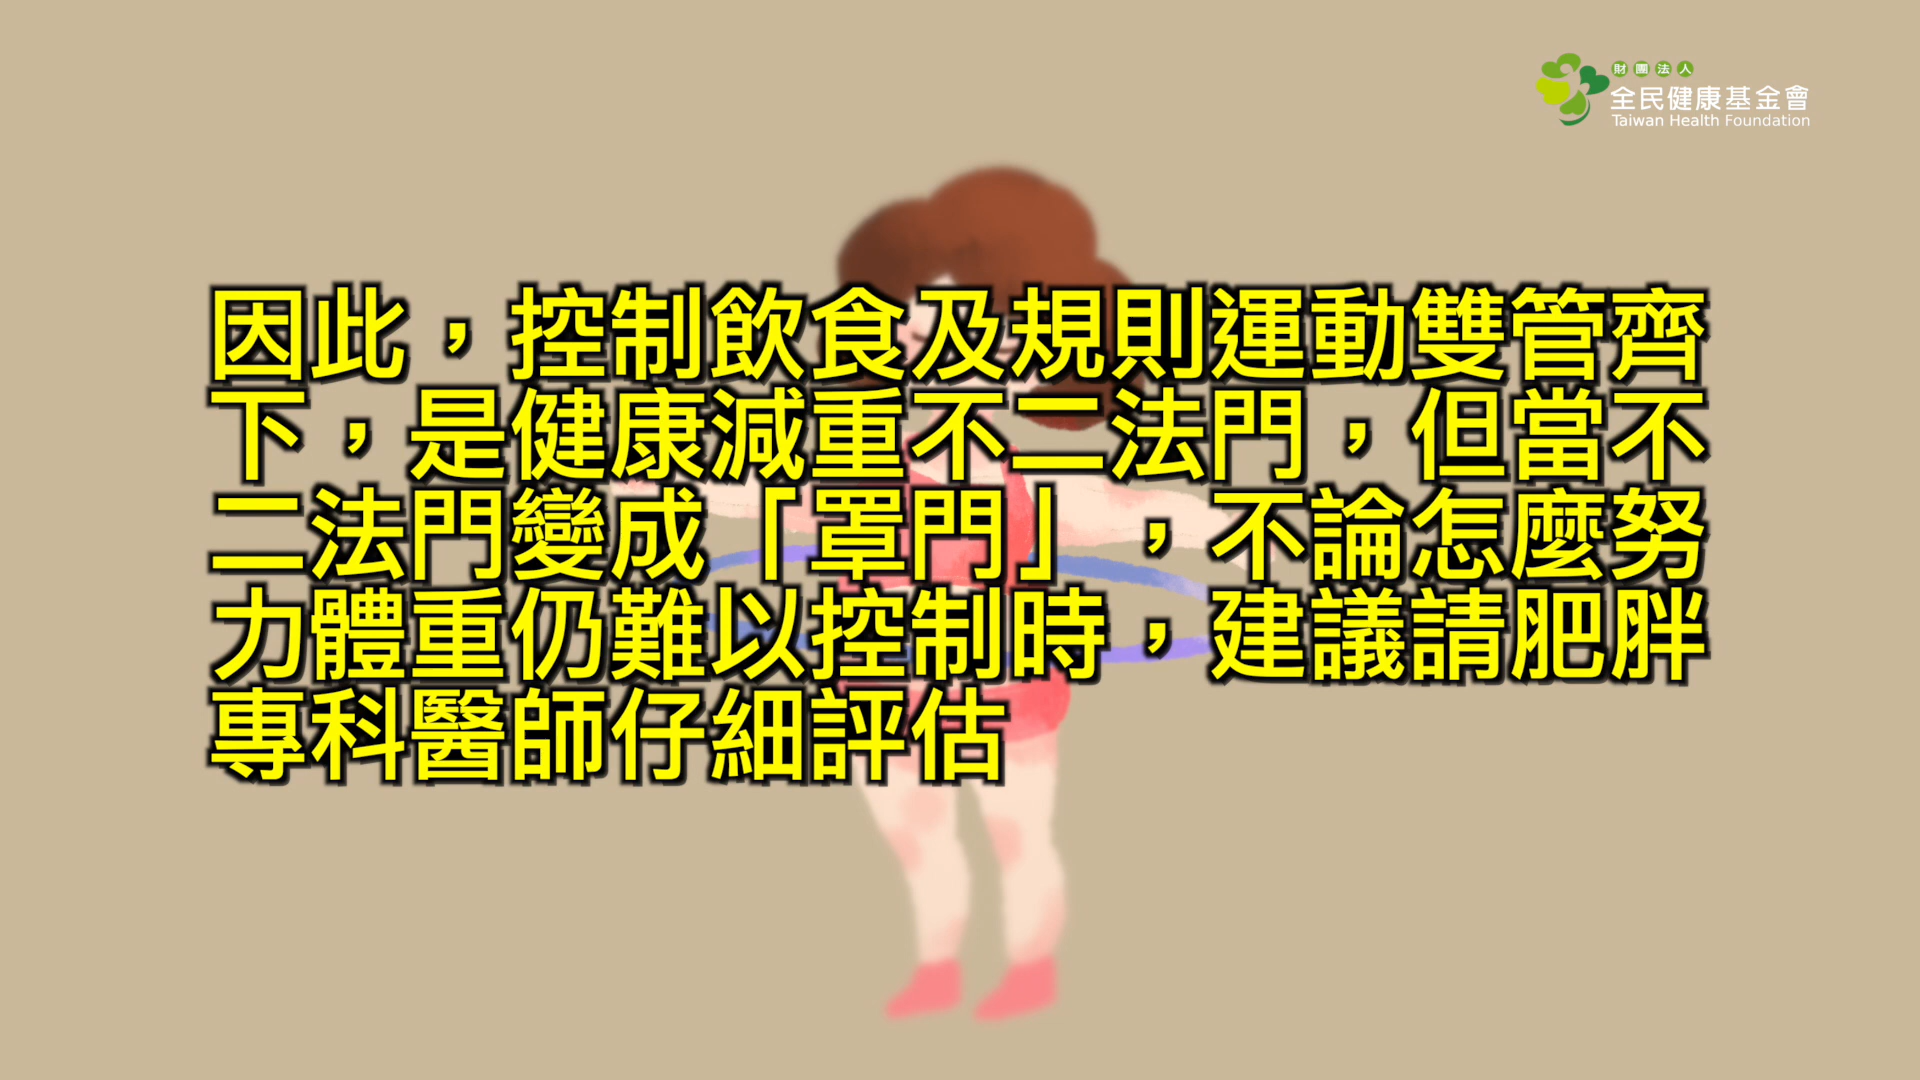 財團法人
全民健康基金會
Taiwan Health Foundation
因此，控制飲食及規則運動雙管齊
下，是健康減重不二法門，但當不
二法門變成「罩門」，不論怎麼努
力體重仍難以控制時，建議請肥胖
專科醫師仔細評估